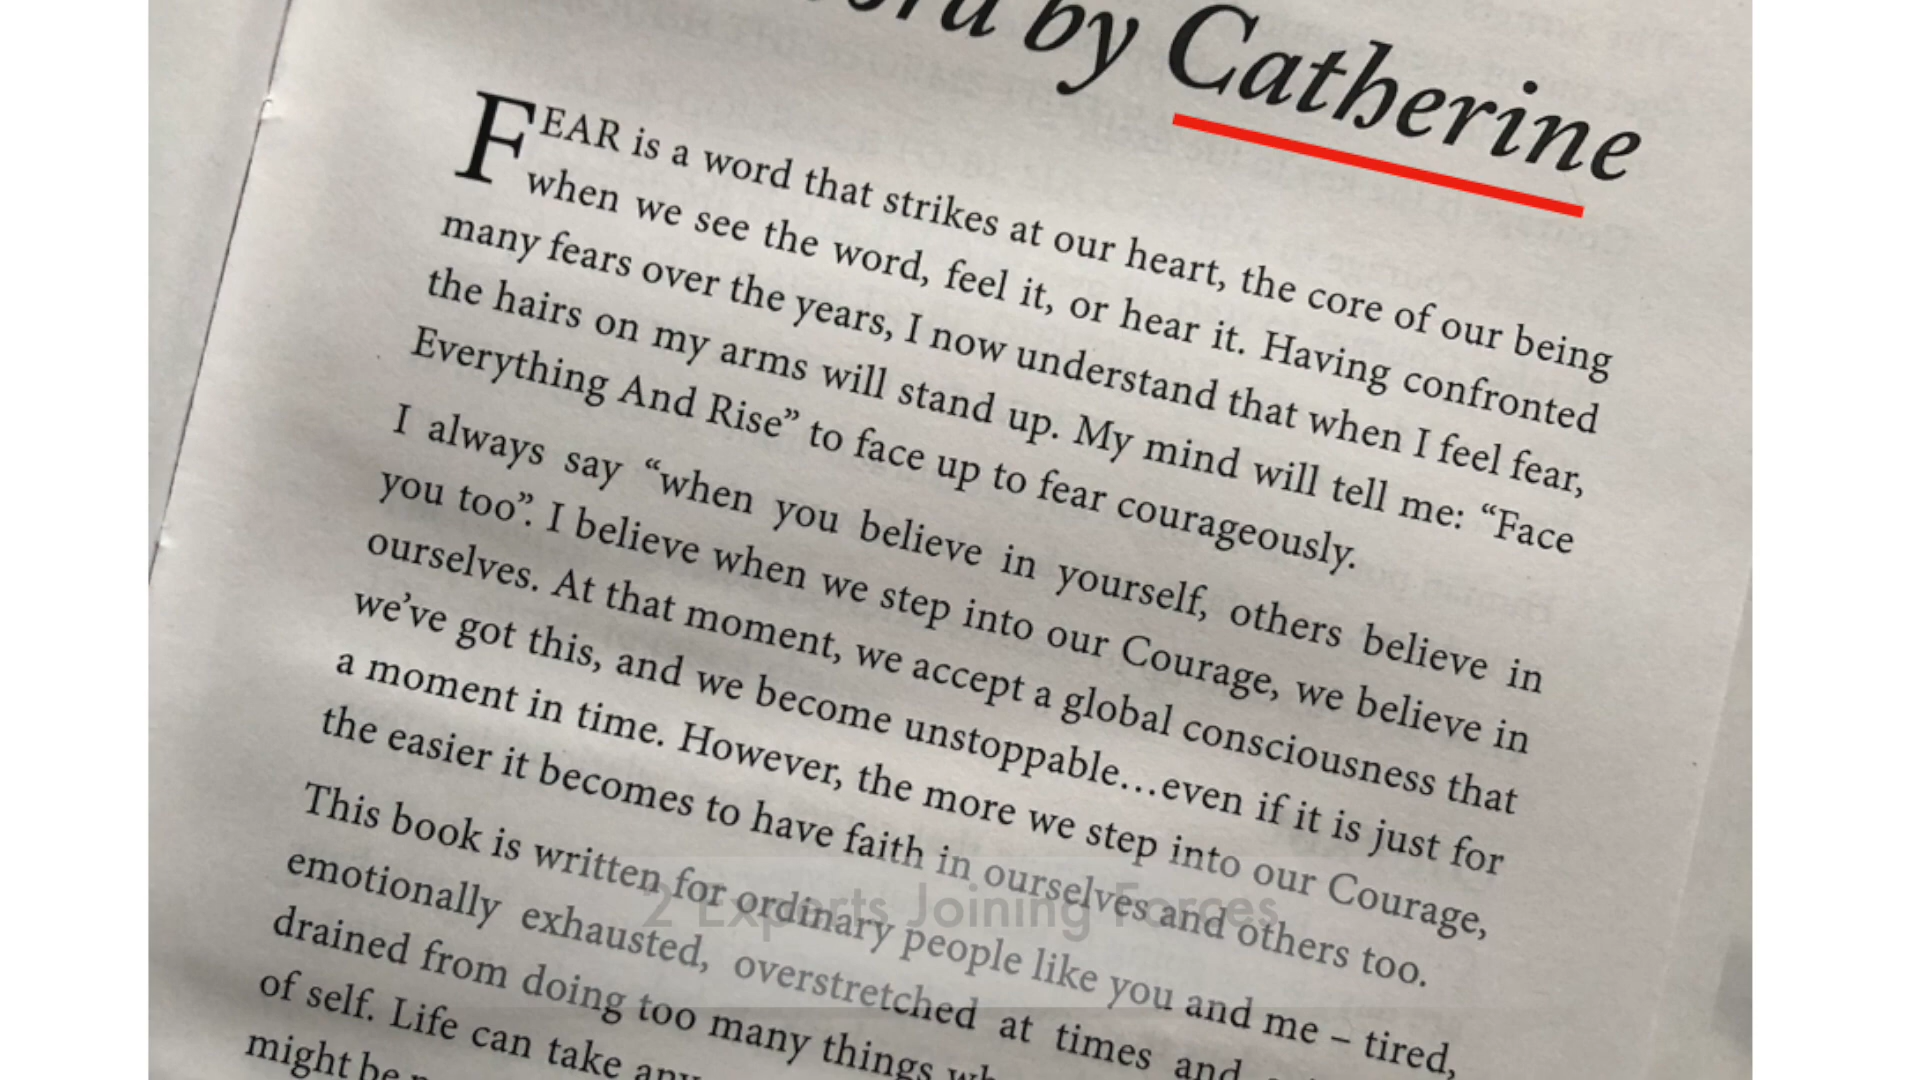 by Catherine
FEAR is a word that strikes at our heart, the core of our being
when we see the word, feel it, or hear it. Having confronted
many fears over the years, I now understand that when I feel fear,
the hairs on my arms will stand up. My mind will tell me: “Face
Everything And Rise” to face up to fear courageously.
I always say “when you believe in yourself, others believe in
you too”. I believe when we step into our Courage, we believe in
ourselves. At that moment, we accept a global consciousness that
we’ve got this, and we become unstoppable…even if it is just for
a moment in time. However, the more we step into our Courage,
the easier it becomes to have faith in ourselves and others too.
This book is written for ordinary people like you and me – tired,
emotionally exhausted, overstretched at times and
drained from doing too many things
of self. Life can take any
might be
2 Experts Joining Forces